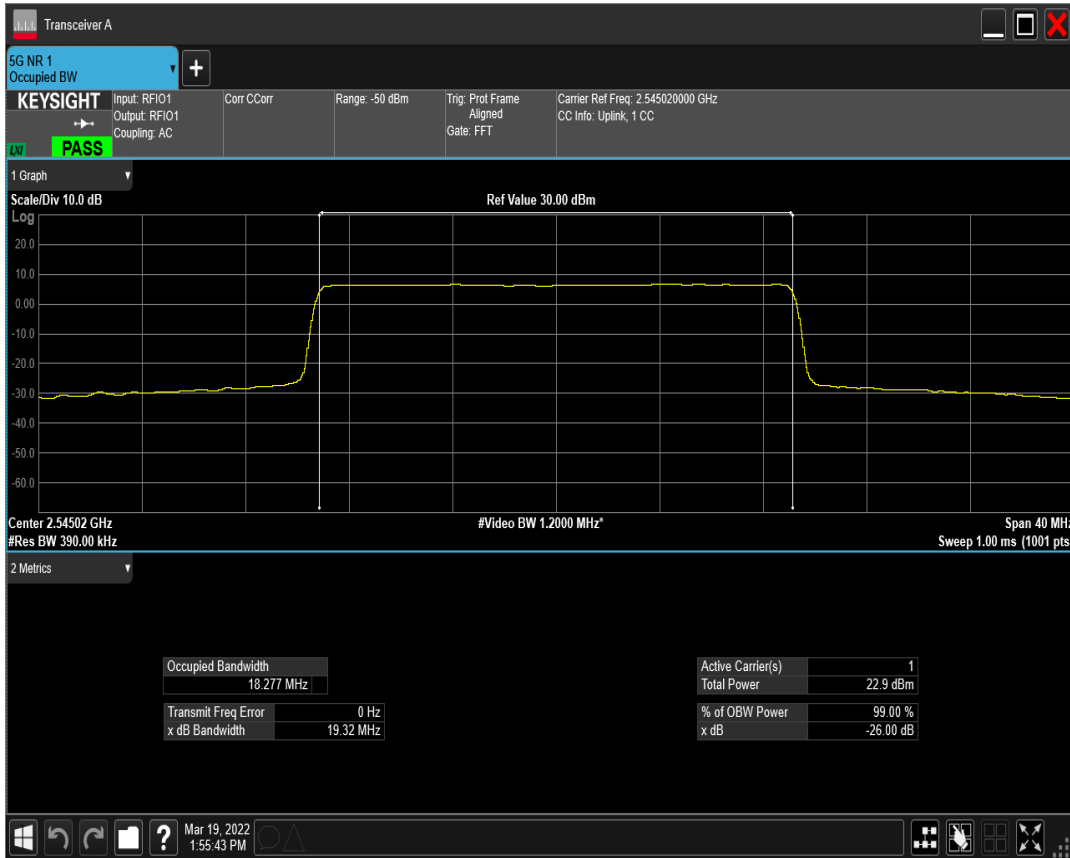 Transceiver A
5G NR 1
Occupied BW
+
KEYSIGHT
LXI
PASS
Input: RFIO1
Output: RFIO1
Coupling: AC
Corr CCorr
Range: -50 dBm
Trig: Prot Frame
Aligned
Gate: FFT
Carrier Ref Freq: 2.545020000 GHz
CC Info: Uplink, 1 CC
1 Graph
Scale/Div 10.0 dB
Ref Value 30.00 dBm
Log
20.0
10.0
0.00
-10.0
-20.0
-30.0
-40.0
-50.0
-60.0
Center 2.54502 GHz
#Video BW 1.2000 MHz*
Span 40 MHz
#Res BW 390.00 kHz
Sweep 1.00 ms (1001 pts
2 Metrics
Occupied Bandwidth
18.277 MHz
Transmit Freq Error 0 Hz
x dB Bandwidth 19.32 MHz
Active Carrier(s) 1
Total Power 22.9 dBm
% of OBW Power 99.00 %
x dB -26.00 dB
?
Mar 19, 2022
1:55:43 PM